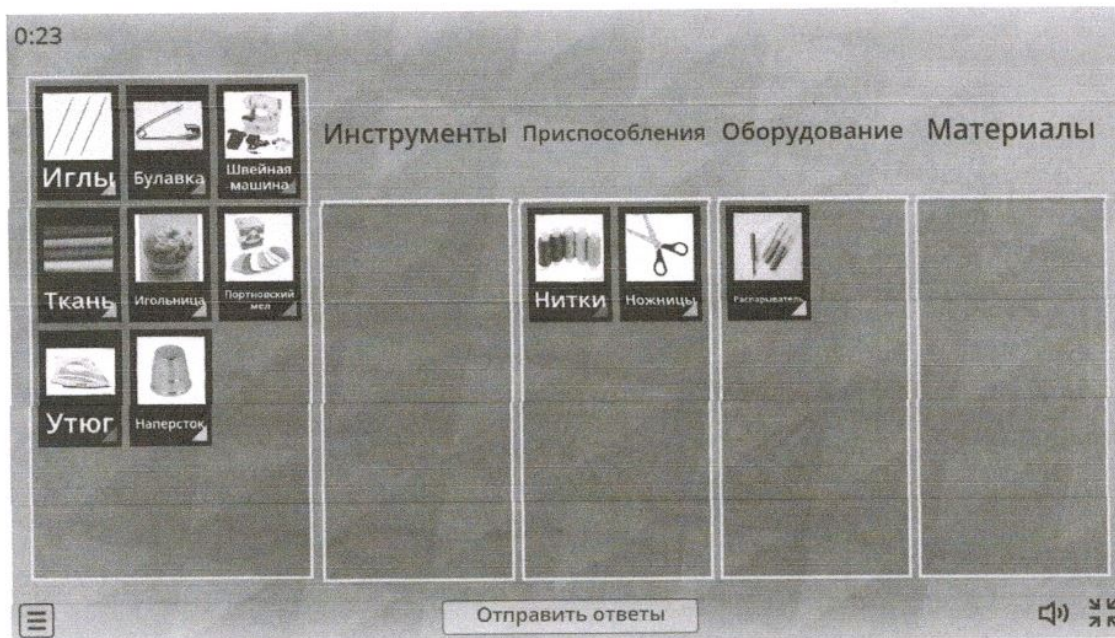 0:23
Инструменты Приспособления Оборудование Материалы
Иглы Булавка Швейная машина
Ткань Игольница Портновский мел
Нитки Ножницы Распарыватель
Утюг Наперсток
Отправить ответы